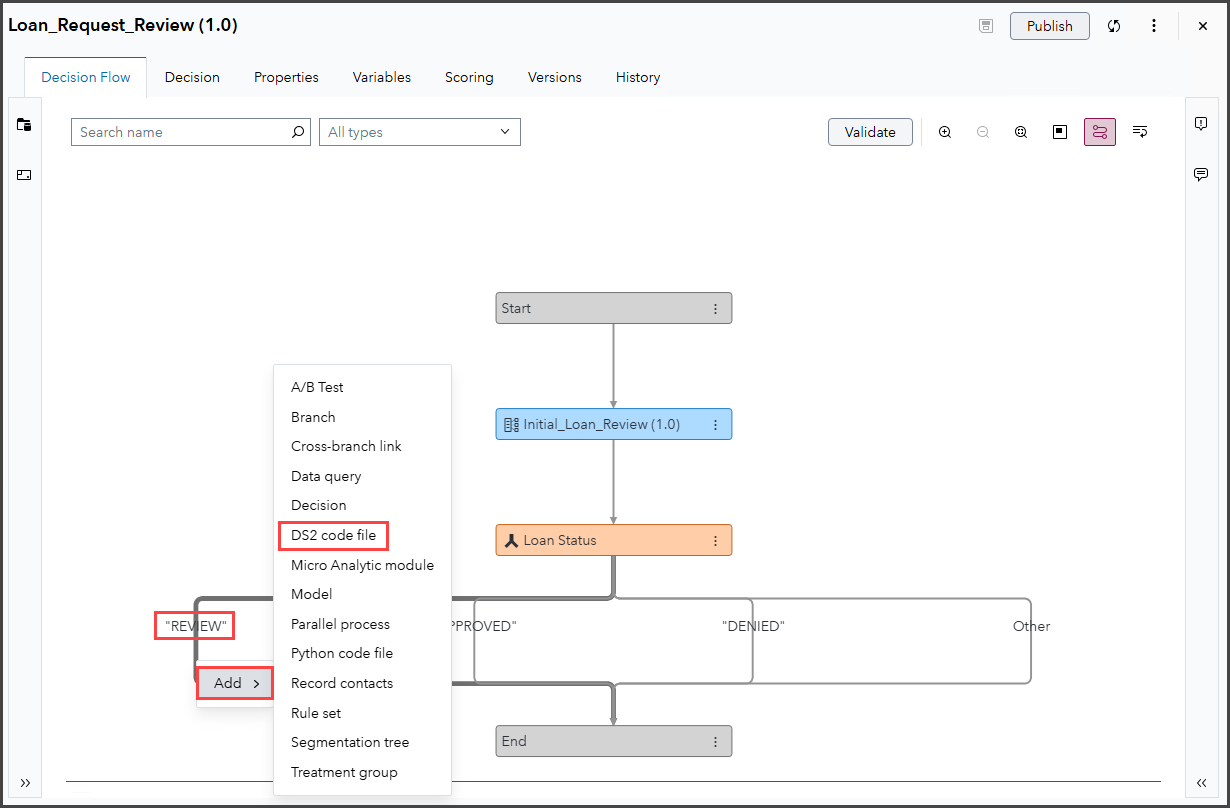 Loan_Request_Review (1.0)
Publish
Decision Flow
Decision
Properties
Variables
Scoring
Versions
History
Search name
All types
Validate
Start
Initial_Loan_Review (1.0)
Loan Status
"REVIEW"
PPROVED"
"DENIED"
Other
Add
A/B Test
Branch
Cross-branch link
Data query
Decision
DS2 code file
Micro Analytic module
Model
Parallel process
Python code file
Record contacts
Rule set
Segmentation tree
Treatment group
End